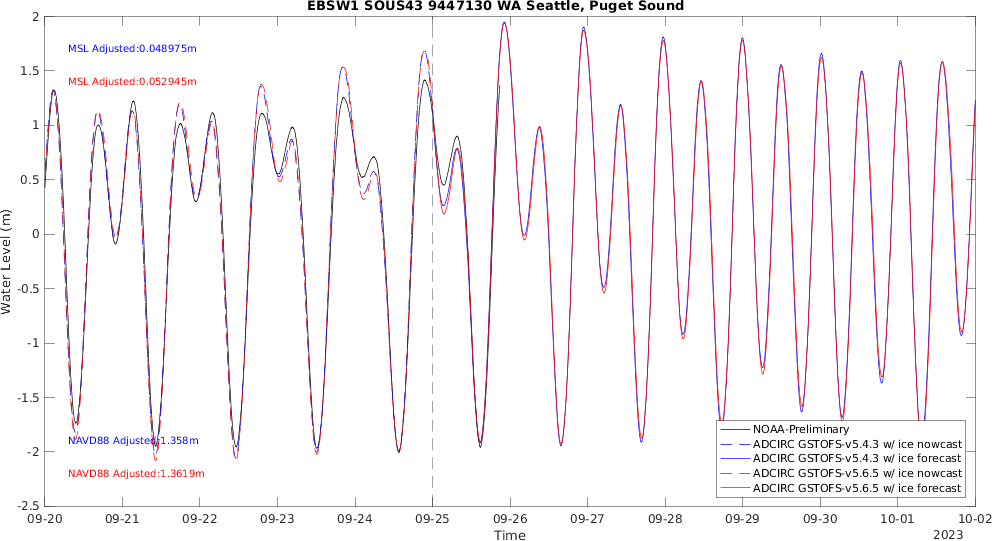 EBSW1 SOUS43 9447130 WA Seattle, Puget Sound
2
1.5
1
0.5
0
-0.5
-1
-1.5
-2
-2.5
Water Level (m)
MSL Adjusted:0.048975m
MSL Adjusted:0.052945m
NAVD88 Adjusted:1.358m
NAVD88 Adjusted:1.3619m
NOAA-Preliminary
ADCIRC GSTOFS-v5.4.3 w/ ice nowcast
ADCIRC GSTOFS-v5.4.3 w/ ice forecast
ADCIRC GSTOFS-v5.6.5 w/ ice nowcast
ADCIRC GSTOFS-v5.6.5 w/ ice forecast
09-20 09-21 09-22 09-23 09-24 09-25 09-26 09-27 09-28 09-29 09-30 10-01 10-02
Time
2023